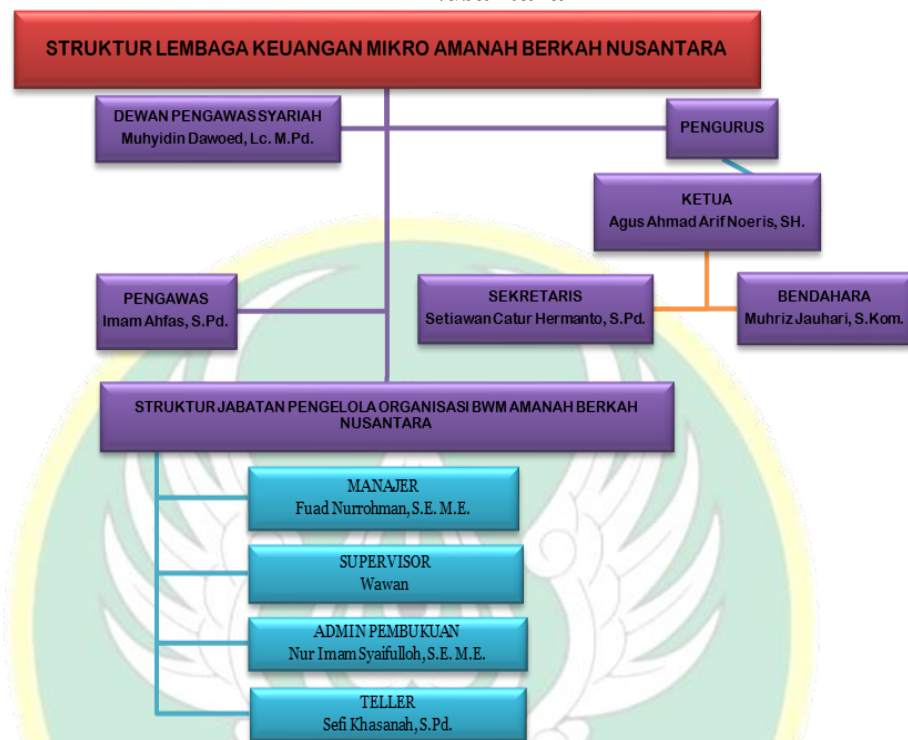 STRUKTUR LEMBAGA KEUANGAN MIKRO AMANAH BERKAH NUSANTARA
DEWAN PENGAWAS SYARIAH
Muhyidin Dawoed, Lc. M.Pd.
PENGURUS
KETUA
Agus Ahmad Arif Noeris, SH.
PENGAWAS
Imam Ahfas, S.Pd.
SEKRETARIS
Setiawan Catur Hermanto, S.Pd.
BENDAHARA
Muhriz Jauhari, S.Kom.
STRUKTUR JABATAN PENGELOLA ORGANISASI BWM AMANAH BERKAH
NUSANTARA
MANAJER
Fuad Nurrohman, S.E. M.E.
SUPERVISOR
Wawan
ADMIN PEMBUKUAN
Nur Imam Syaifulloh, S.E. M.E.
TELLER
Sefi Khasanah, S.Pd.